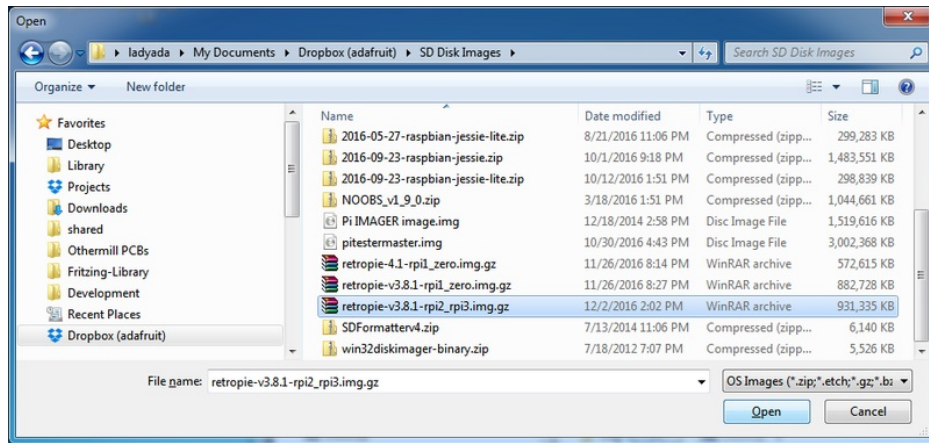 Open
ladyada ▸ My Documents ▸ Dropbox (adafruit) ▸ SD Disk Images ▸
Search SD Disk Images
Organize New folder
Favorites
Desktop
Library
Projects
Downloads
shared
Othermill PCBs
Fritzing-Library
Development
Recent Places
Dropbox (adafruit)
Name Date modified Type Size
2016-05-27-raspbian-jessie-lite.zip 8/21/2016 11:06 PM Compressed (zipp... 299,283 KB
2016-09-23-raspbian-jessie.zip 10/1/2016 9:18 PM Compressed (zipp... 1,483,551 KB
2016-09-23-raspbian-jessie-lite.zip 10/12/2016 1:51 PM Compressed (zipp... 298,839 KB
NOOBS_v1_9_0.zip 3/18/2016 1:51 PM Compressed (zipp... 1,044,661 KB
Pi IMAGER image.img 12/18/2014 2:58 PM Disc Image File 1,519,616 KB
pitestermaster.img 10/30/2016 4:43 PM Disc Image File 3,002,368 KB
retropie-4.1-rpi1_zero.img.gz 11/26/2016 8:14 PM WinRAR archive 572,615 KB
retropie-v3.8.1-rpi1_zero.img.gz 11/26/2016 8:27 PM WinRAR archive 882,728 KB
retropie-v3.8.1-rpi2_rpi3.img.gz 12/2/2016 2:02 PM WinRAR archive 931,335 KB
SDFormatterv4.zip 7/13/2014 11:06 PM Compressed (zipp... 6,140 KB
win32diskimager-binary.zip 7/18/2012 7:07 PM Compressed (zipp... 5,526 KB
File name: retropie-v3.8.1-rpi2_rpi3.img.gz OS Images (*.zip;*.etch;*.gz;*.bz
Open Cancel